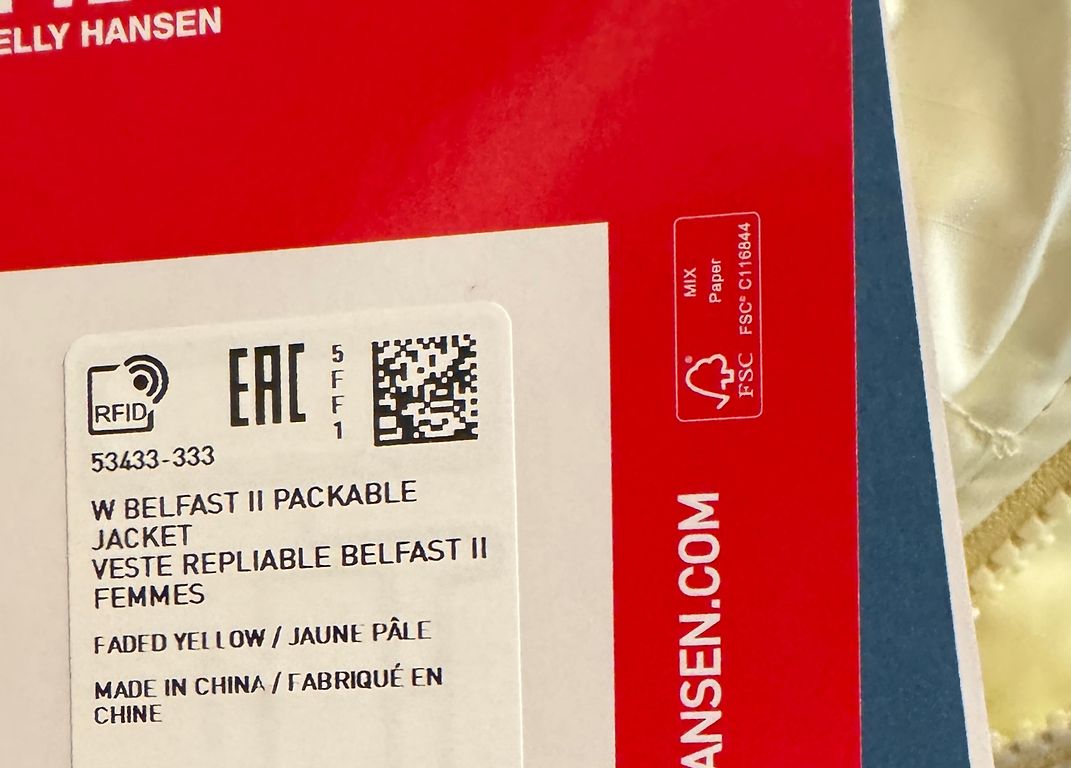 ELLY HANSEN
MIX
Paper
FSC® C116844
FSC
RFID
EAC
5
F
F
1
53433-333
W BELFAST II PACKABLE
JACKET
VESTE REPLIABLE BELFAST II
FEMMES
FADED YELLOW / JAUNE PÂLE
MADE IN CHINA / FABRIQUÉ EN
CHINE
ANSEN.COM